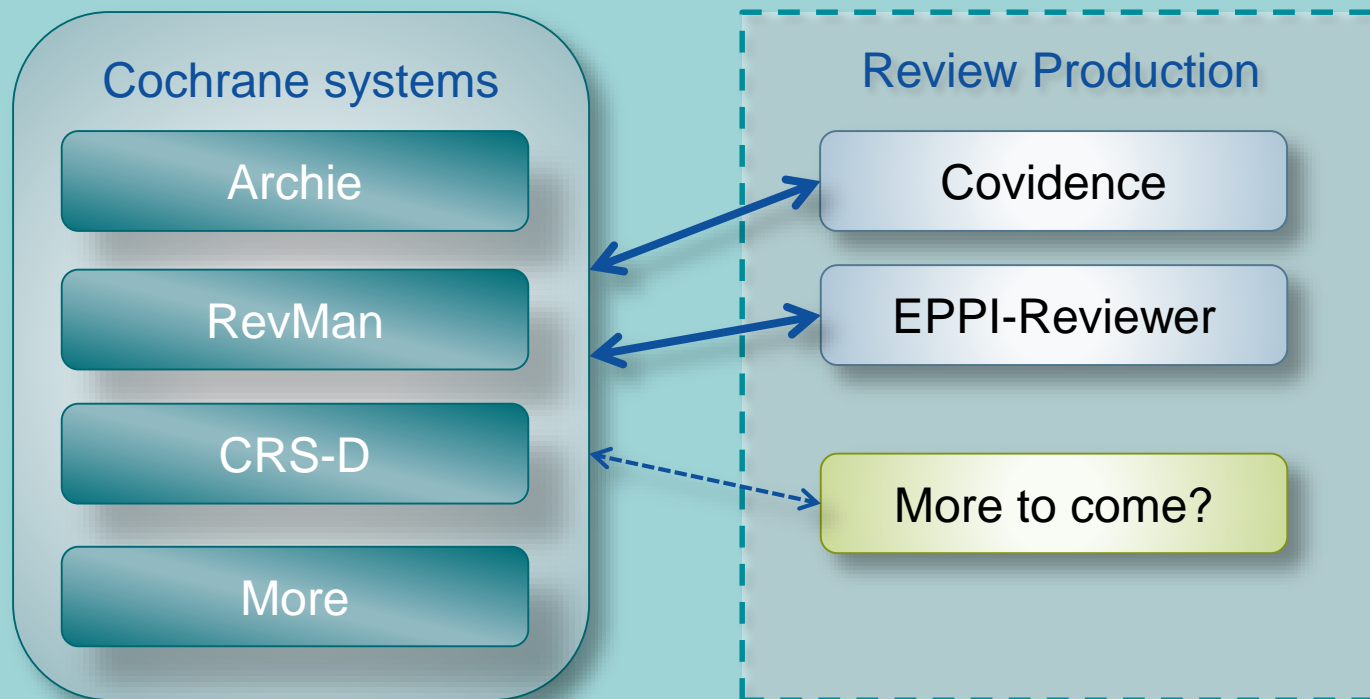 Cochrane systems
Archie
RevMan
CRS-D
More
Review Production
Covidence
EPPI-Reviewer
More to come?